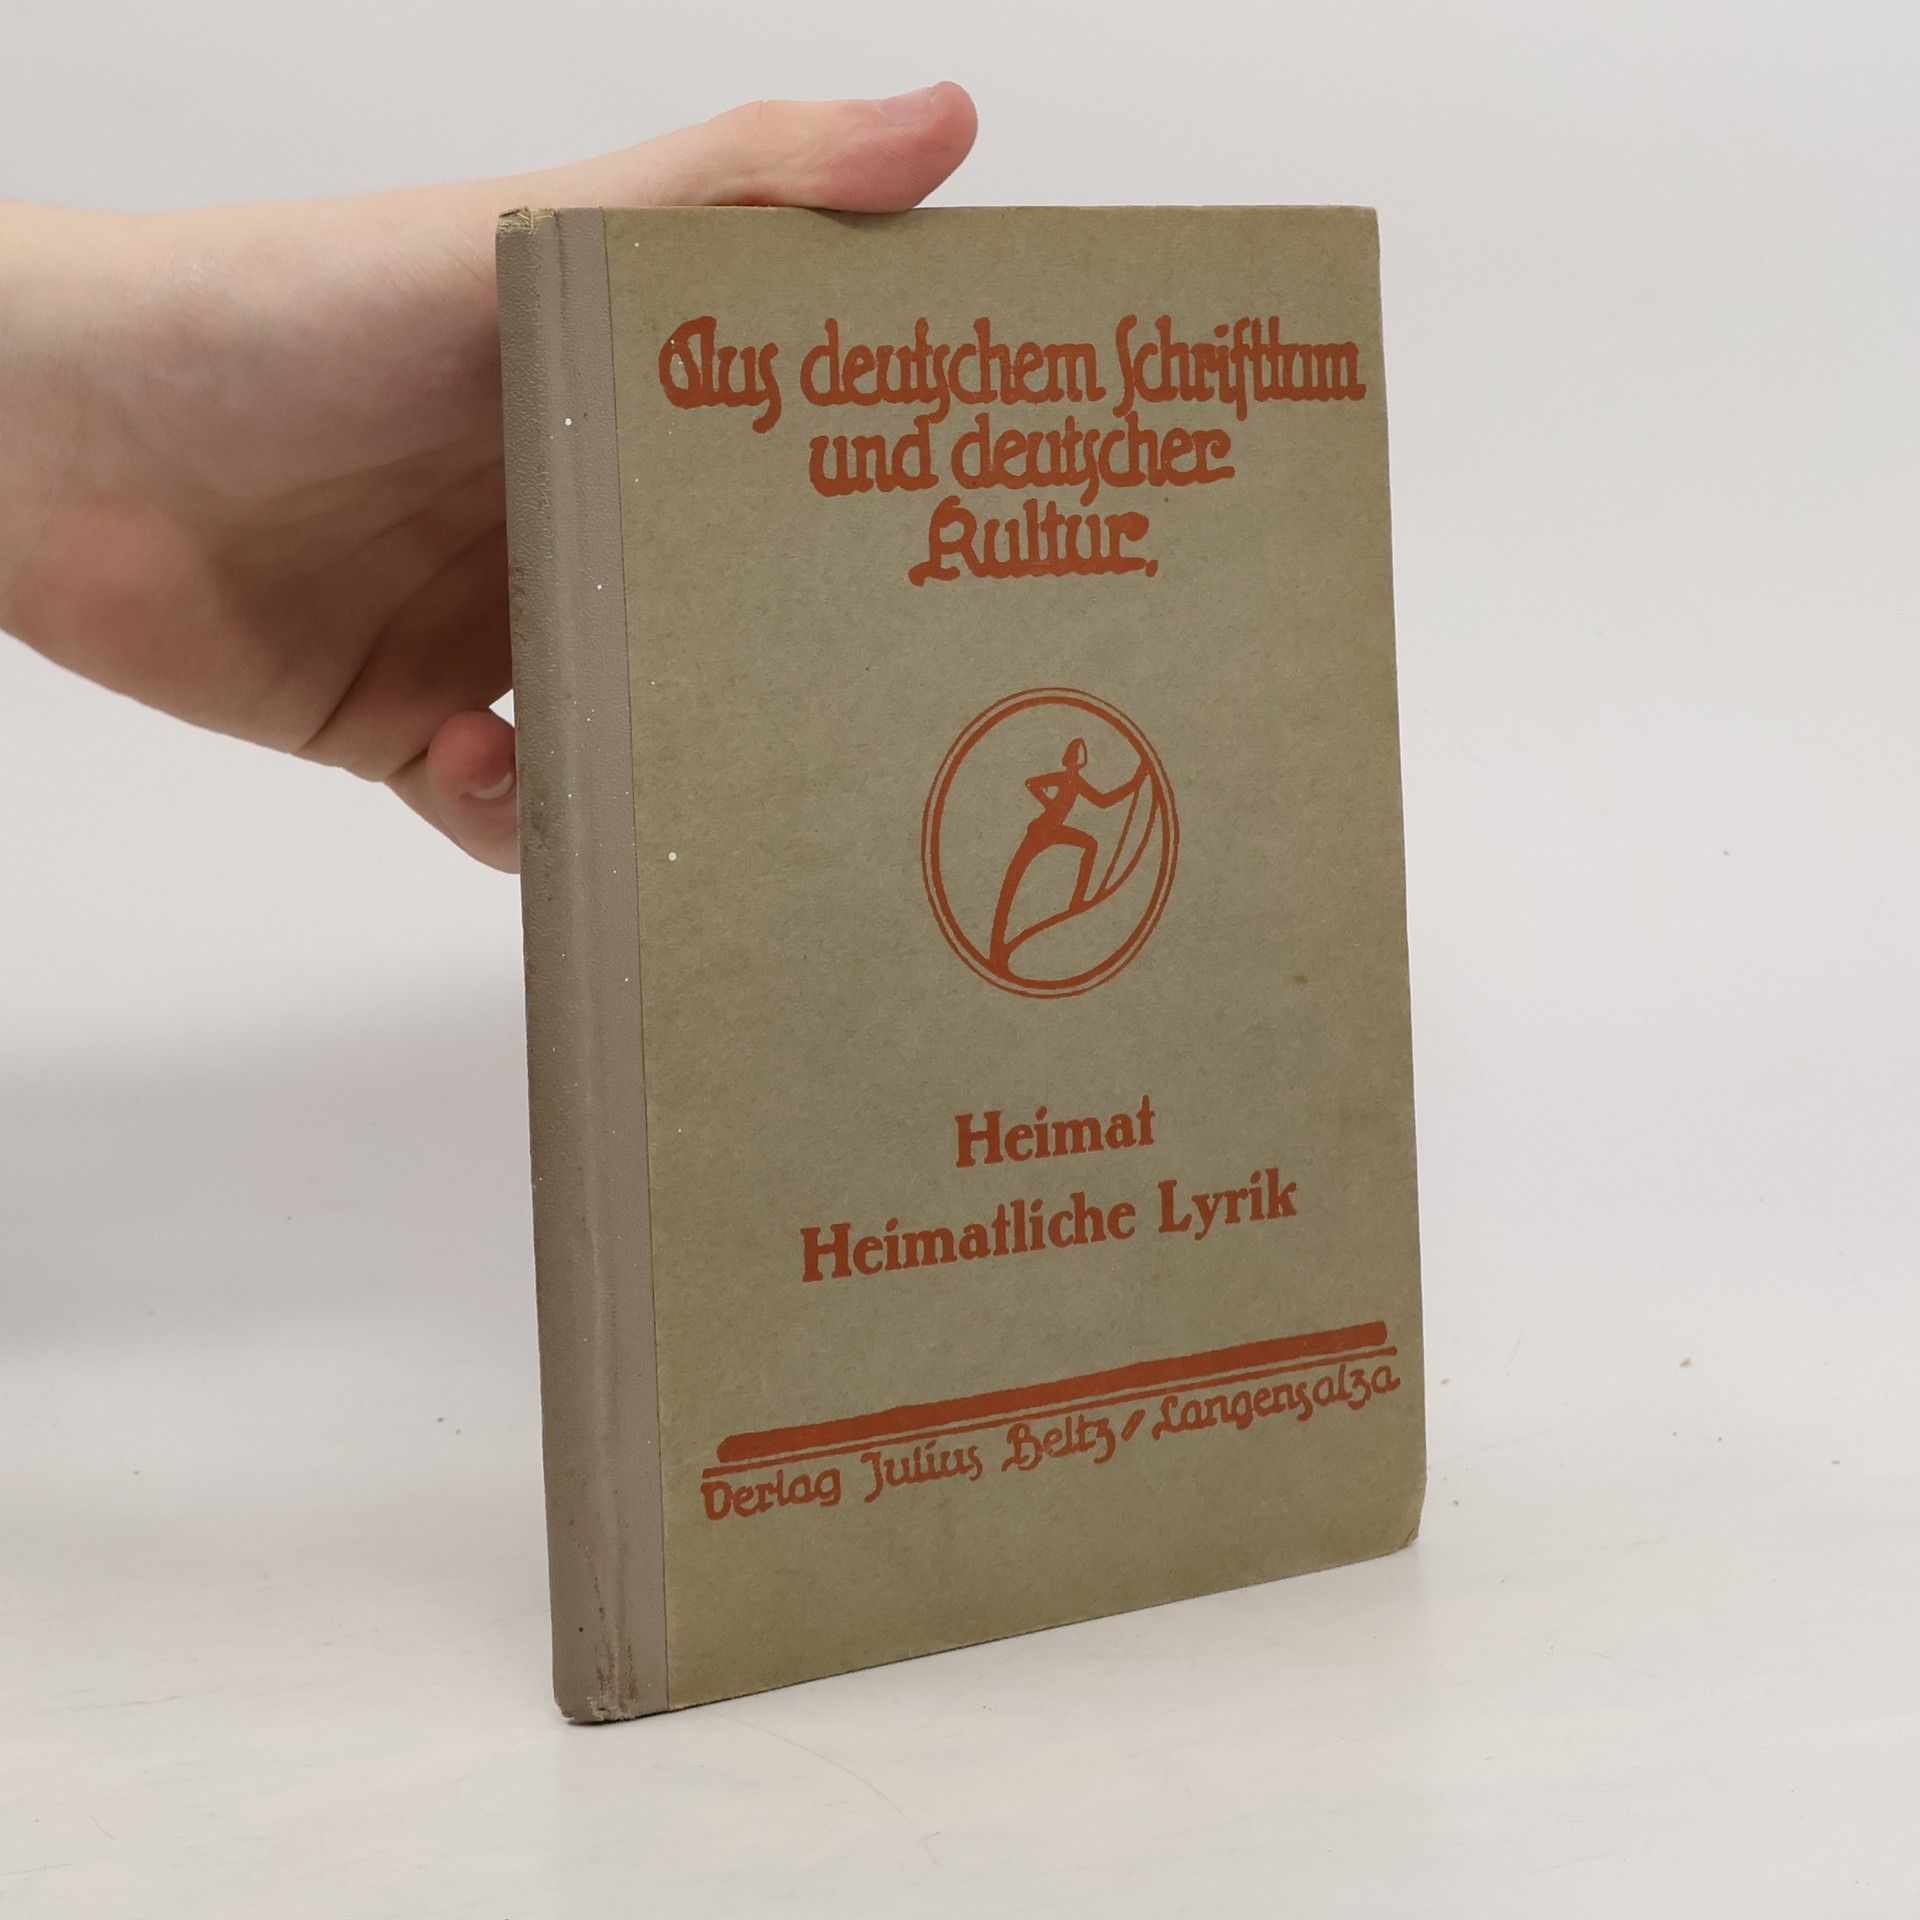 Aus deutschem Schrifttum
und deutscher
Kultur.
Heimat
Heimatliche Lyrik
Verlag Julius Beltz / Langensalza